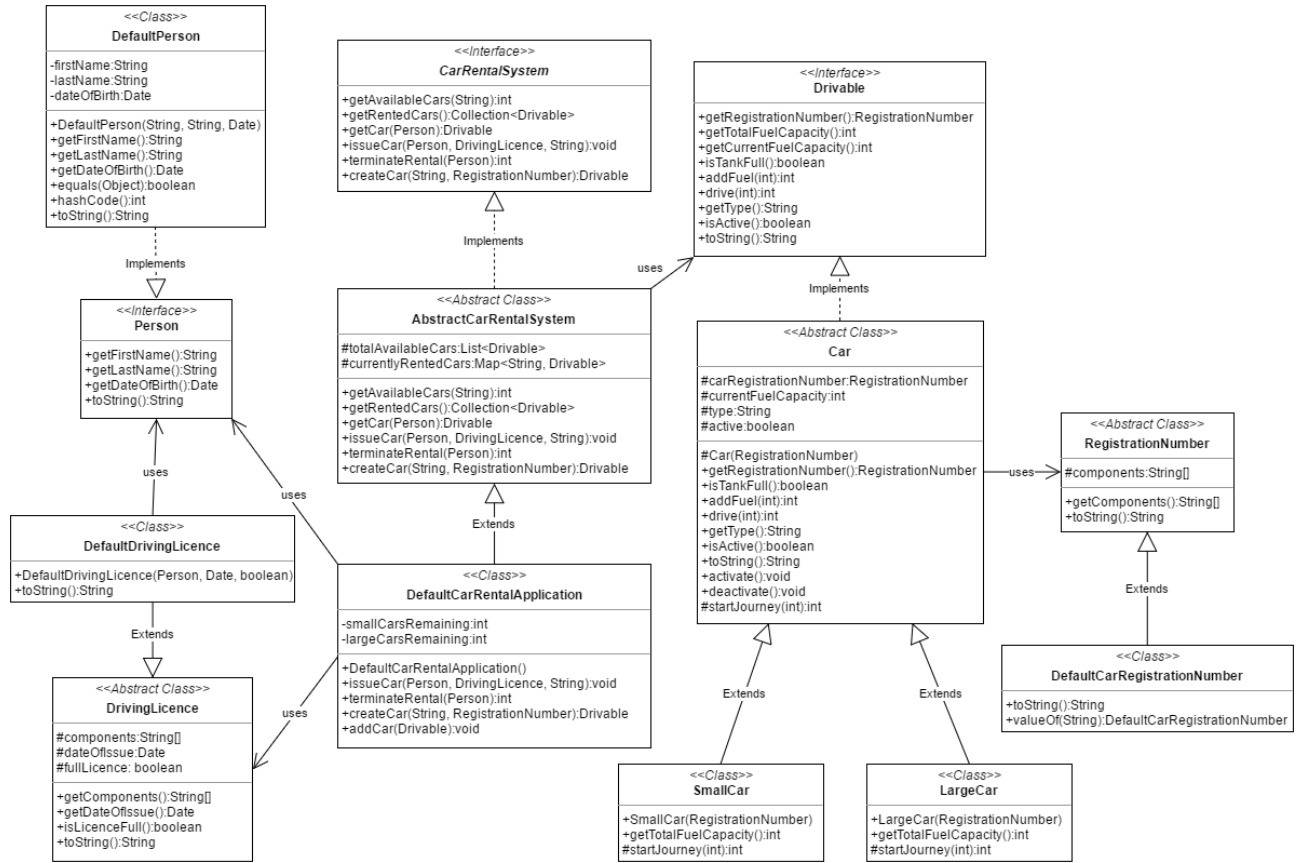 <<Class>>
DefaultPerson
-firstName:String
-lastName:String
-dateOfBirth:Date
+DefaultPerson(String, String, Date)
+getFirstName():String
+getLastName():String
+getDateOfBirth():Date
+equals(Object):boolean
+hashCode():int
+toString():String
Implements
<<Interface>>
Person
+getFirstName():String
+getLastName():String
+getDateOfBirth():Date
+toString():String
uses
uses
<<Class>>
DefaultDrivingLicence
+DefaultDrivingLicence(Person, Date, boolean)
+toString():String
Extends
<<Abstract Class>>
DrivingLicence
#components:String[]
#dateOfIssue:Date
#fullLicence: boolean
+getComponents():String[]
+getDateOfIssue():Date
+isLicenceFull():boolean
+toString():String
<<Interface>>
CarRentalSystem
+getAvailableCars(String):int
+getRentedCars():Collection<Drivable>
+getCar(Person):Drivable
+issueCar(Person, DrivingLicence, String):void
+terminateRental(Person):int
+createCar(String, RegistrationNumber):Drivable
Implements
<<Abstract Class>>
AbstractCarRentalSystem
#totalAvailableCars:List<Drivable>
#currentlyRentedCars:Map<String, Drivable>
+getAvailableCars(String):int
+getRentedCars():Collection<Drivable>
+getCar(Person):Drivable
+issueCar(Person, DrivingLicence, String):void
+terminateRental(Person):int
+createCar(String, RegistrationNumber):Drivable
Extends
<<Class>>
DefaultCarRentalApplication
-smallCarsRemaining:int
-largeCarsRemaining:int
+DefaultCarRentalApplication()
+issueCar(Person, DrivingLicence, String):void
+terminateRental(Person):int
+createCar(String, RegistrationNumber):Drivable
+addCar(Drivable):void
uses
uses
<<Interface>>
Drivable
+getRegistrationNumber():RegistrationNumber
+getTotalFuelCapacity():int
+getCurrentFuelCapacity():int
+isTankFull():boolean
+addFuel(int):int
+drive(int):int
+getType():String
+isActive():boolean
+toString():String
Implements
<<Abstract Class>>
Car
#carRegistrationNumber:RegistrationNumber
#currentFuelCapacity:int
#type:String
#active:boolean
#Car(RegistrationNumber)
+getRegistrationNumber():RegistrationNumber
+isTankFull():boolean
+addFuel(int):int
+drive(int):int
+getType():String
+isActive():boolean
+toString():String
+activate():void
+deactivate():void
#startJourney(int):int
uses
<<Abstract Class>>
RegistrationNumber
#components:String[]
+getComponents():String[]
+toString():String
Extends
<<Class>>
DefaultCarRegistrationNumber
+toString():String
+valueOf(String):DefaultCarRegistrationNumber
Extends
Extends
<<Class>>
SmallCar
+SmallCar(RegistrationNumber)
+getTotalFuelCapacity():int
#startJourney(int):int
<<Class>>
LargeCar
+LargeCar(RegistrationNumber)
+getTotalFuelCapacity():int
#startJourney(int):int